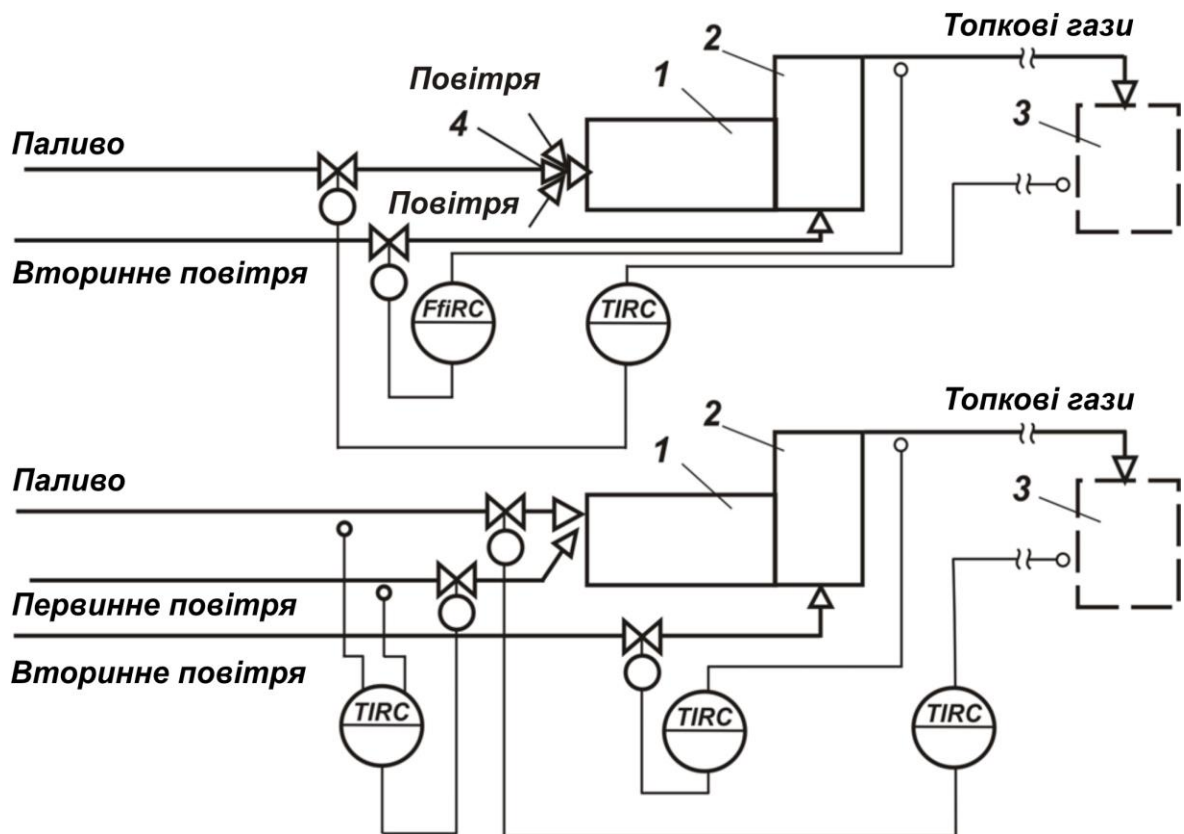 Топкові гази
2
Повітря
1
4
3
Паливо
Повітря
Вторинне повітря
FfiRC
TIRC
Топкові гази
2
1
Паливо
3
Первинне повітря
Вторинне повітря
TIRC
TIRC
TIRC